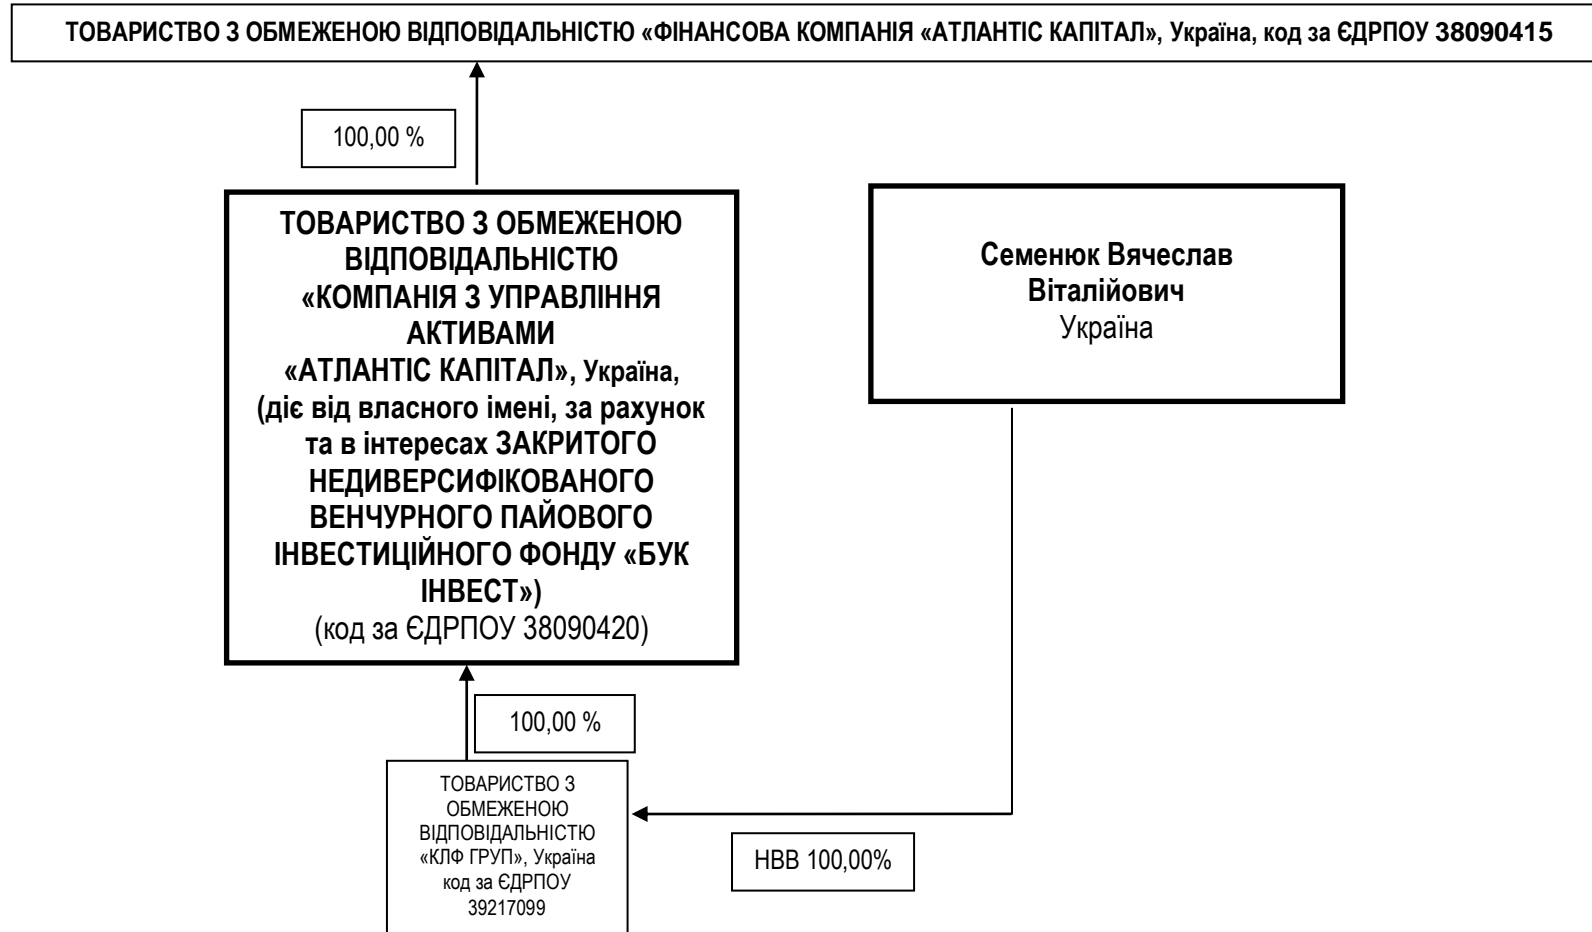 ТОВАРИСТВО З ОБМЕЖЕНОЮ ВІДПОВІДАЛЬНІСТЮ «ФІНАНСОВА КОМПАНІЯ «АТЛАНТІС КАПІТАЛ», Україна, код за ЄДРПОУ 38090415
100,00 %
ТОВАРИСТВО З ОБМЕЖЕНОЮ
ВІДПОВІДАЛЬНІСТЮ
«КОМПАНІЯ З УПРАВЛІННЯ
АКТИВАМИ
«АТЛАНТІС КАПІТАЛ», Україна,
(діє від власного імені, за рахунок
та в інтересах ЗАКРИТОГО
НЕДИВЕРСИФІКОВАНОГО
ВЕНЧУРНОГО ПАЙОВОГО
ІНВЕСТИЦІЙНОГО ФОНДУ «БУК
ІНВЕСТ»)
(код за ЄДРПОУ 38090420)
Семенюк Вячеслав
Віталійович
Україна
100,00 %
ТОВАРИСТВО З
ОБМЕЖЕНОЮ
ВІДПОВІДАЛЬНІСТЮ
«КЛФ ГРУП», Україна
код за ЄДРПОУ
39217099
НВВ 100,00%